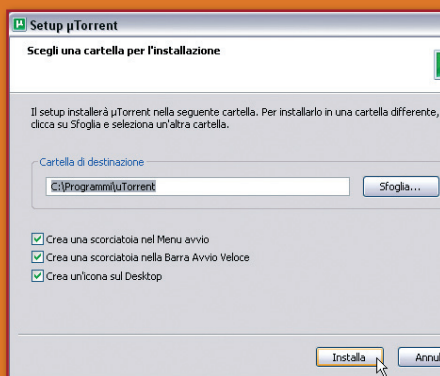 Setup µTorrent
Scegli una cartella per l'installazione
Il setup installerà µTorrent nella seguente cartella. Per installarlo in una cartella differente,
clicca su Sfoglia e seleziona un'altra cartella.
Cartella di destinazione
C:\Programmi\uTorrent
Sfoglia...
Crea una scorciatoia nel Menu avvio
Crea una scorciatoia nella Barra Avvio Veloce
Crea un'icona sul Desktop
Installa
Annul